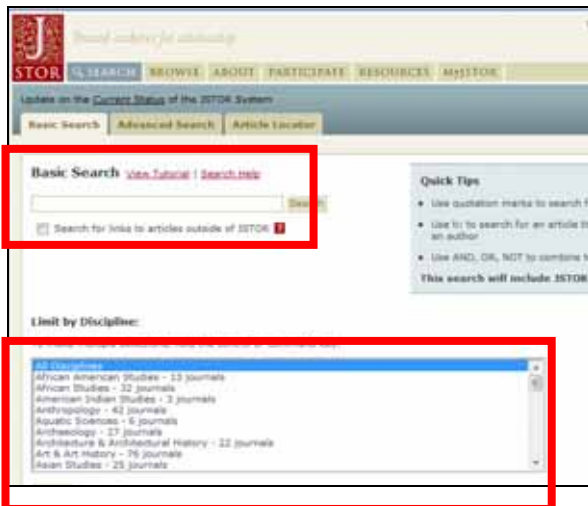 J
STOR
SEARCH BROWSE ABOUT PARTICIPATE RESOURCES MyJSTOR
Update on the Current Status of the JSTOR System
Basic Search Advanced Search Article Locator
Basic Search View Tutorial | Search Help
Search
Search for links to articles outside of JSTOR ?
Quick Tips
Use quotation marks to search
Use ti: to search for an article
an author
Use AND, OR, NOT to combine
This search will include JSTOR
Limit by Discipline:
All Disciplines
African American Studies - 13 journals
African Studies - 32 journals
American Indian Studies - 3 journals
Anthropology - 42 journals
Aquatic Sciences - 6 journals
Archaeology - 27 journals
Architecture & Architectural History - 22 journals
Art & Art History - 76 journals
Asian Studies - 25 journals